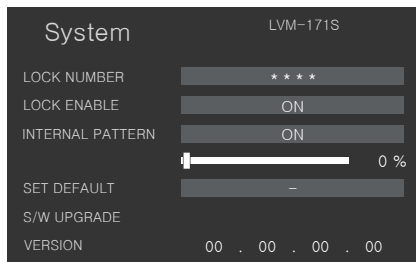 System LVM-171S
LOCK NUMBER ****
LOCK ENABLE ON
INTERNAL PATTERN ON
0 %
SET DEFAULT –
S/W UPGRADE
VERSION 00 . 00 . 00 . 00